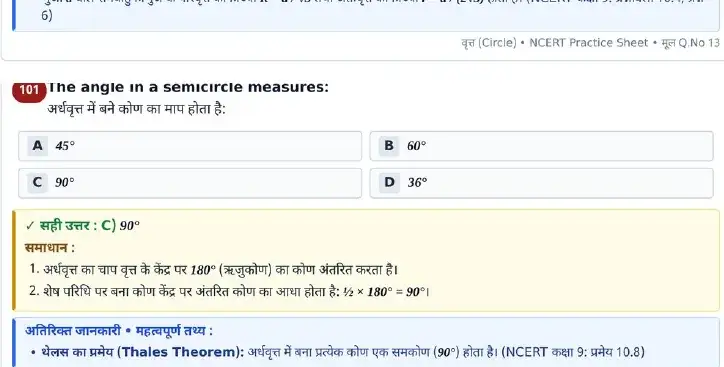 6)
वृत्त (Circle) • NCERT Practice Sheet • मूल Q.No 13
101 The angle in a semicircle measures:
अर्धवृत्त में बने कोण का माप होता है:
A 45°
B 60°
C 90°
D 36°
✓ सही उत्तर : C) 90°
समाधान :
1. अर्धवृत्त का चाप वृत्त के केंद्र पर 180° (ऋजुकोण) का कोण अंतरित करता है।
2. शेष परिधि पर बना कोण केंद्र पर अंतरित कोण का आधा होता है: ½ × 180° = 90°।
अतिरिक्त जानकारी • महत्वपूर्ण तथ्य :
• थेलस का प्रमेय (Thales Theorem): अर्धवृत्त में बना प्रत्येक कोण एक समकोण (90°) होता है। (NCERT कक्षा 9: प्रमेय 10.8)